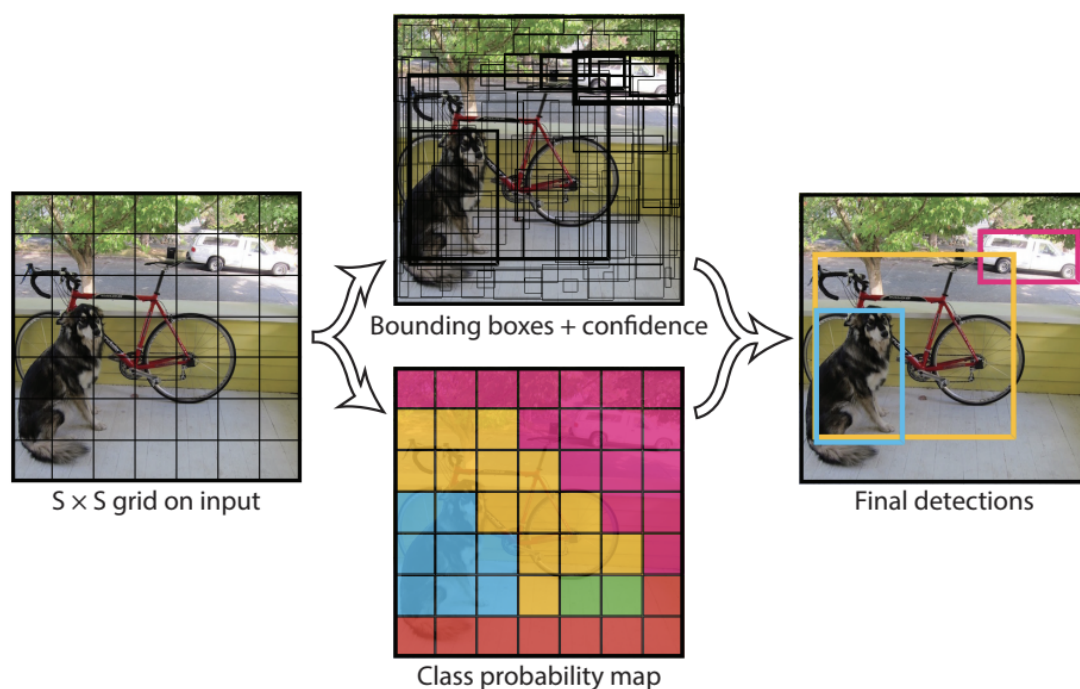 Bounding boxes + confidence
S × S grid on input
Final detections
Class probability map